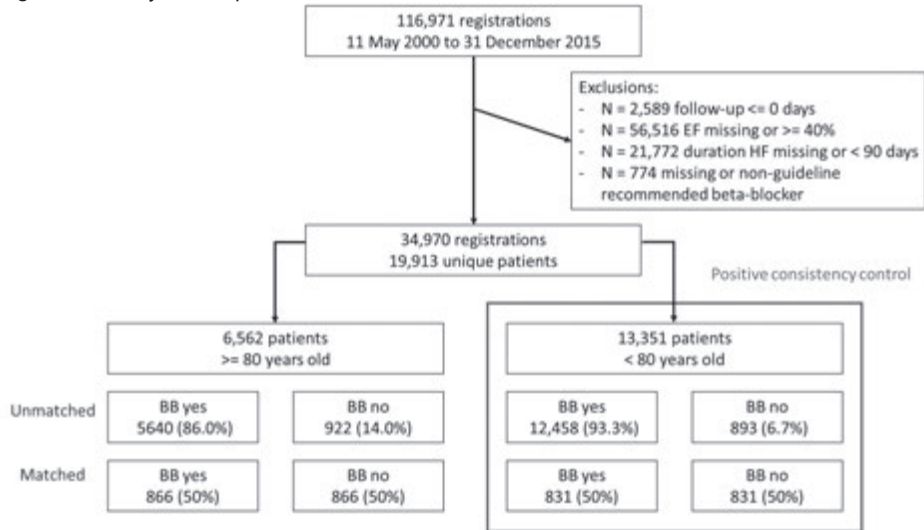 116,971 registrations
11 May 2000 to 31 December 2015
Exclusions:
- N = 2,589 follow-up <= 0 days
- N = 56,516 EF missing or >= 40%
- N = 21,772 duration HF missing or < 90 days
- N = 774 missing or non-guideline
recommended beta-blocker
34,970 registrations
19,913 unique patients
Positive consistency control
6,562 patients
>= 80 years old
13,351 patients
< 80 years old
Unmatched
BB yes
5640 (86.0%)
BB no
922 (14.0%)
BB yes
12,458 (93.3%)
BB no
893 (6.7%)
Matched
BB yes
866 (50%)
BB no
866 (50%)
BB yes
831 (50%)
BB no
831 (50%)